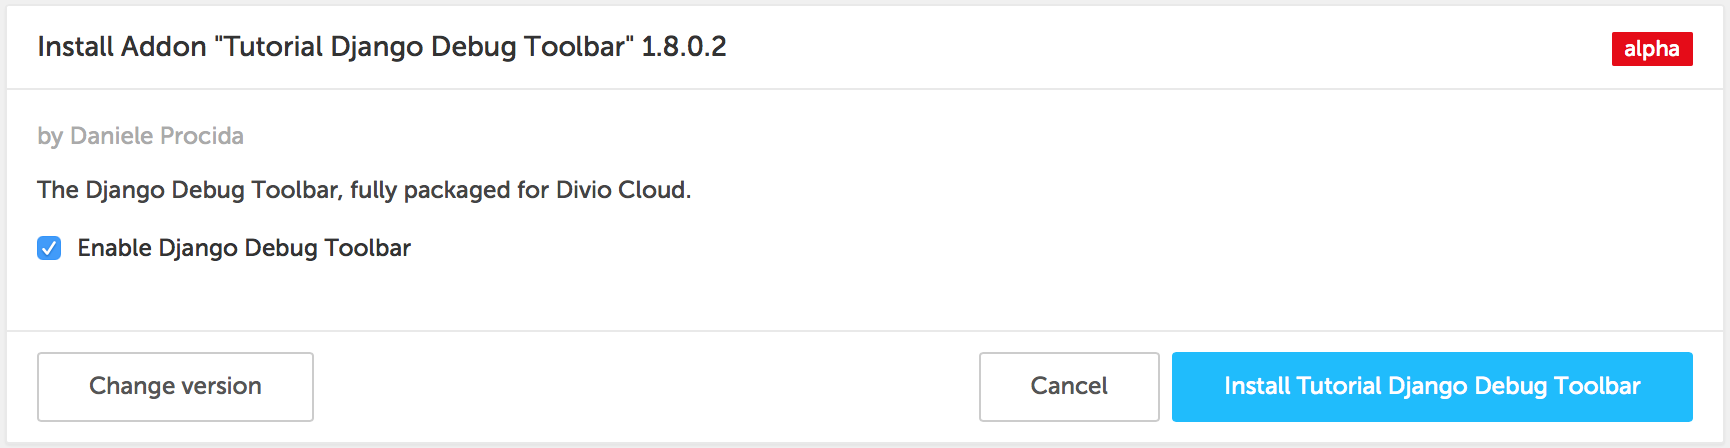 Install Addon "Tutorial Django Debug Toolbar" 1.8.0.2
alpha
by Daniele Procida
The Django Debug Toolbar, fully packaged for Divio Cloud.
Enable Django Debug Toolbar
Change version
Cancel
Install Tutorial Django Debug Toolbar